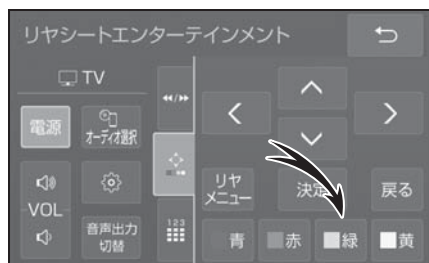 リヤシートエンターテインメント
TV
電源
オーディオ選択
VOL
音声出力
切替
123
リヤ
メニュー
決定
戻る
青
赤
緑
黄